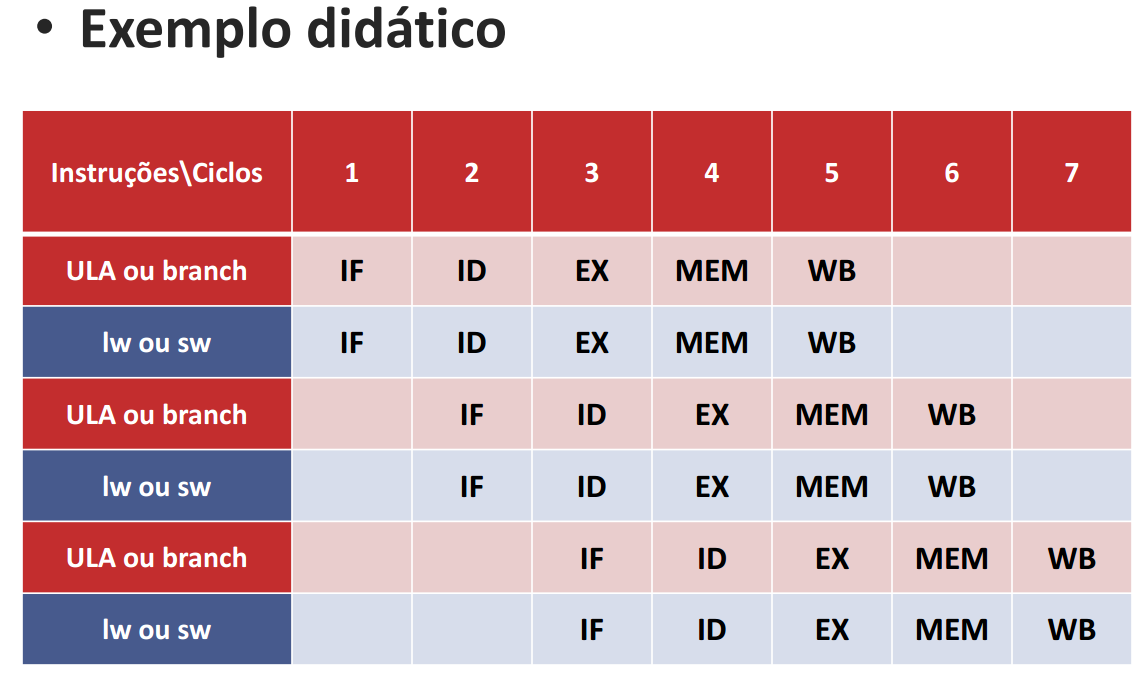 • Exemplo didático
Instruções\Ciclos 1 2 3 4 5 6 7
ULA ou branch IF ID EX MEM WB
lw ou sw IF ID EX MEM WB
ULA ou branch IF ID EX MEM WB
lw ou sw IF ID EX MEM WB
ULA ou branch IF ID EX MEM WB
lw ou sw IF ID EX MEM WB